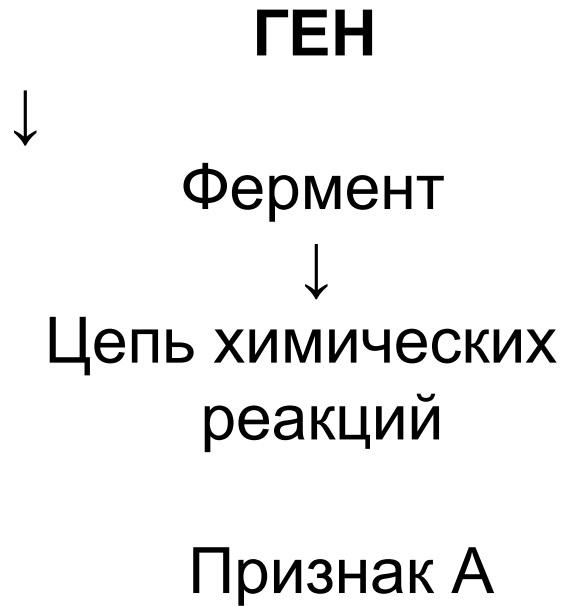 ГЕН
↓
Фермент
↓
Цепь химических
реакций
Признак А